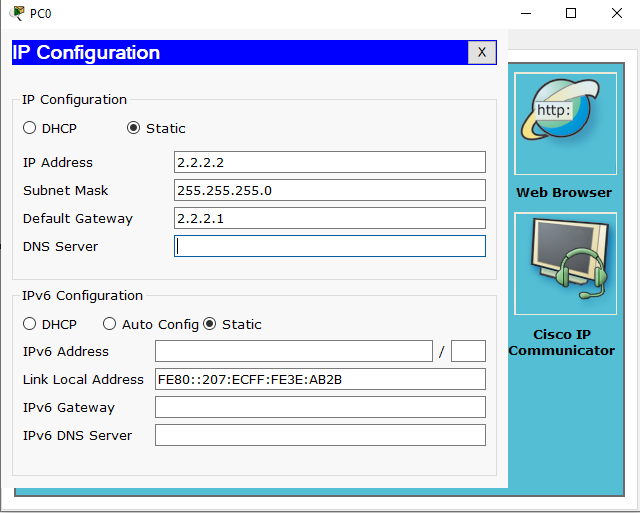 PC0
IP Configuration X
IP Configuration
DHCP Static
IP Address 2.2.2.2
Subnet Mask 255.255.255.0
Default Gateway 2.2.2.1
DNS Server
IPv6 Configuration
DHCP Auto Config Static
IPv6 Address /
Link Local Address FE80::207:ECFF:FE3E:AB2B
IPv6 Gateway
IPv6 DNS Server
http:
Web Browser
Cisco IP
Communicator